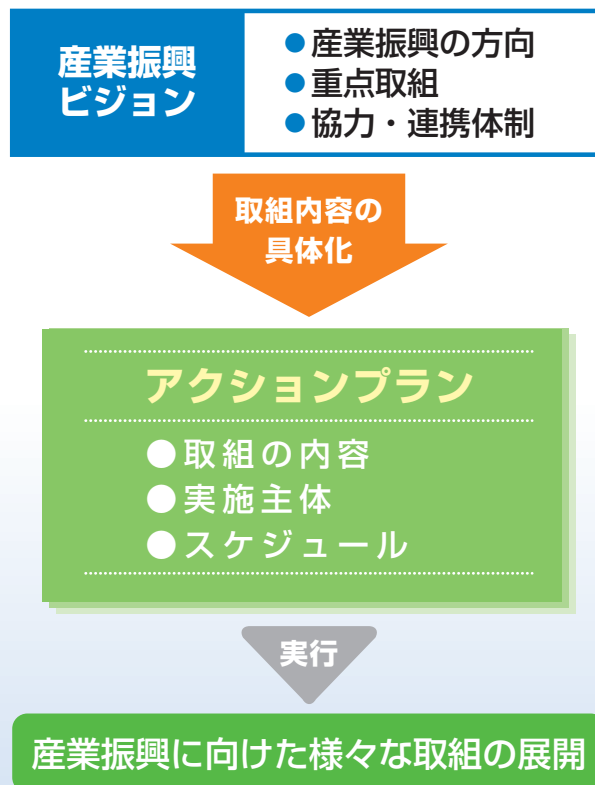 産業振興
ビジョン
●産業振興の方向
●重点取組
●協力・連携体制
取組内容の
具体化
アクションプラン
●取組の内容
●実施主体
●スケジュール
実行
産業振興に向けた様々な取組の展開